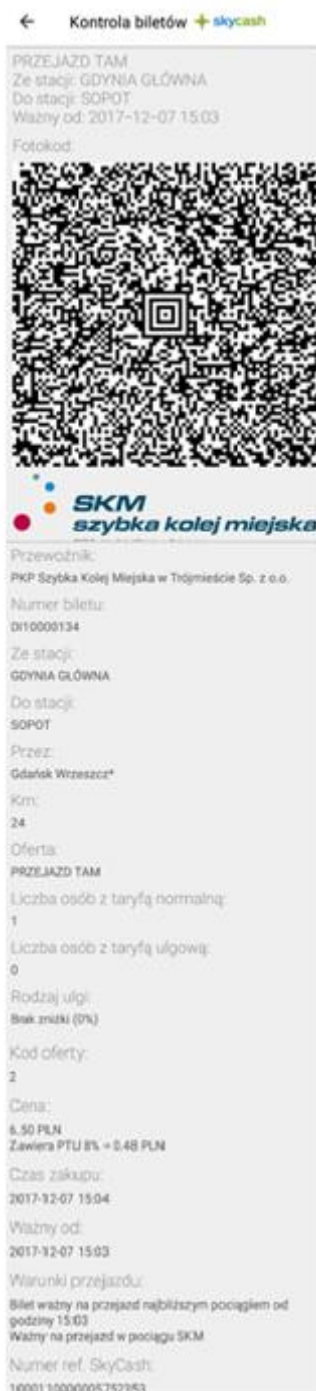 Kontrola biletów skycash
PRZEJAZD TAM
Ze stacji: GDYNIA GŁÓWNA
Do stacji: SOPOT
Ważny od: 2017-12-07 15:03
Fotokod:
SKM
szybka kolej miejska
Przewoźnik:
PKP Szybka Kolej Miejska w Trójmieście Sp. z o.o.
Numer biletu:
DI10000134
Ze stacji:
GDYNIA GŁÓWNA
Do stacji:
SOPOT
Przez:
Gdańsk Wrzeszcz*
Km:
24
Oferta:
PRZEJAZD TAM
Liczba osób z taryfą normalną:
1
Liczba osób z taryfą ulgową:
0
Rodzaj ulgi:
Brak zniżki (0%)
Kod oferty:
2
Cena:
6.50 PLN
Zawiera PTU 8% = 0.48 PLN
Czas zakupu:
2017-12-07 15:04
Ważny od:
2017-12-07 15:03
Warunki przejazdu:
Bilet ważny na przejazd najbliższym pociągiem od
godziny 15:03
Ważny na przejazd w pociągu SKM
Numer ref. SkyCash: